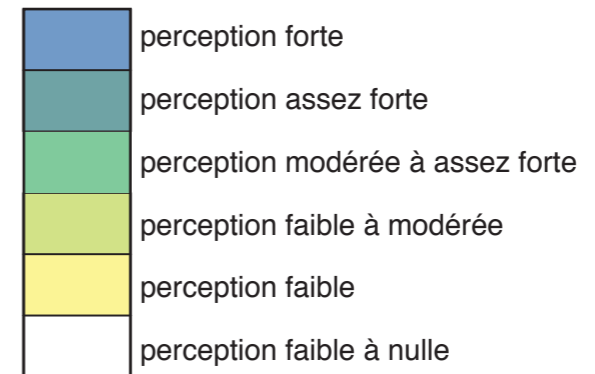 perception forte
perception assez forte
perception modérée à assez forte
perception faible à modérée
perception faible
perception faible à nulle